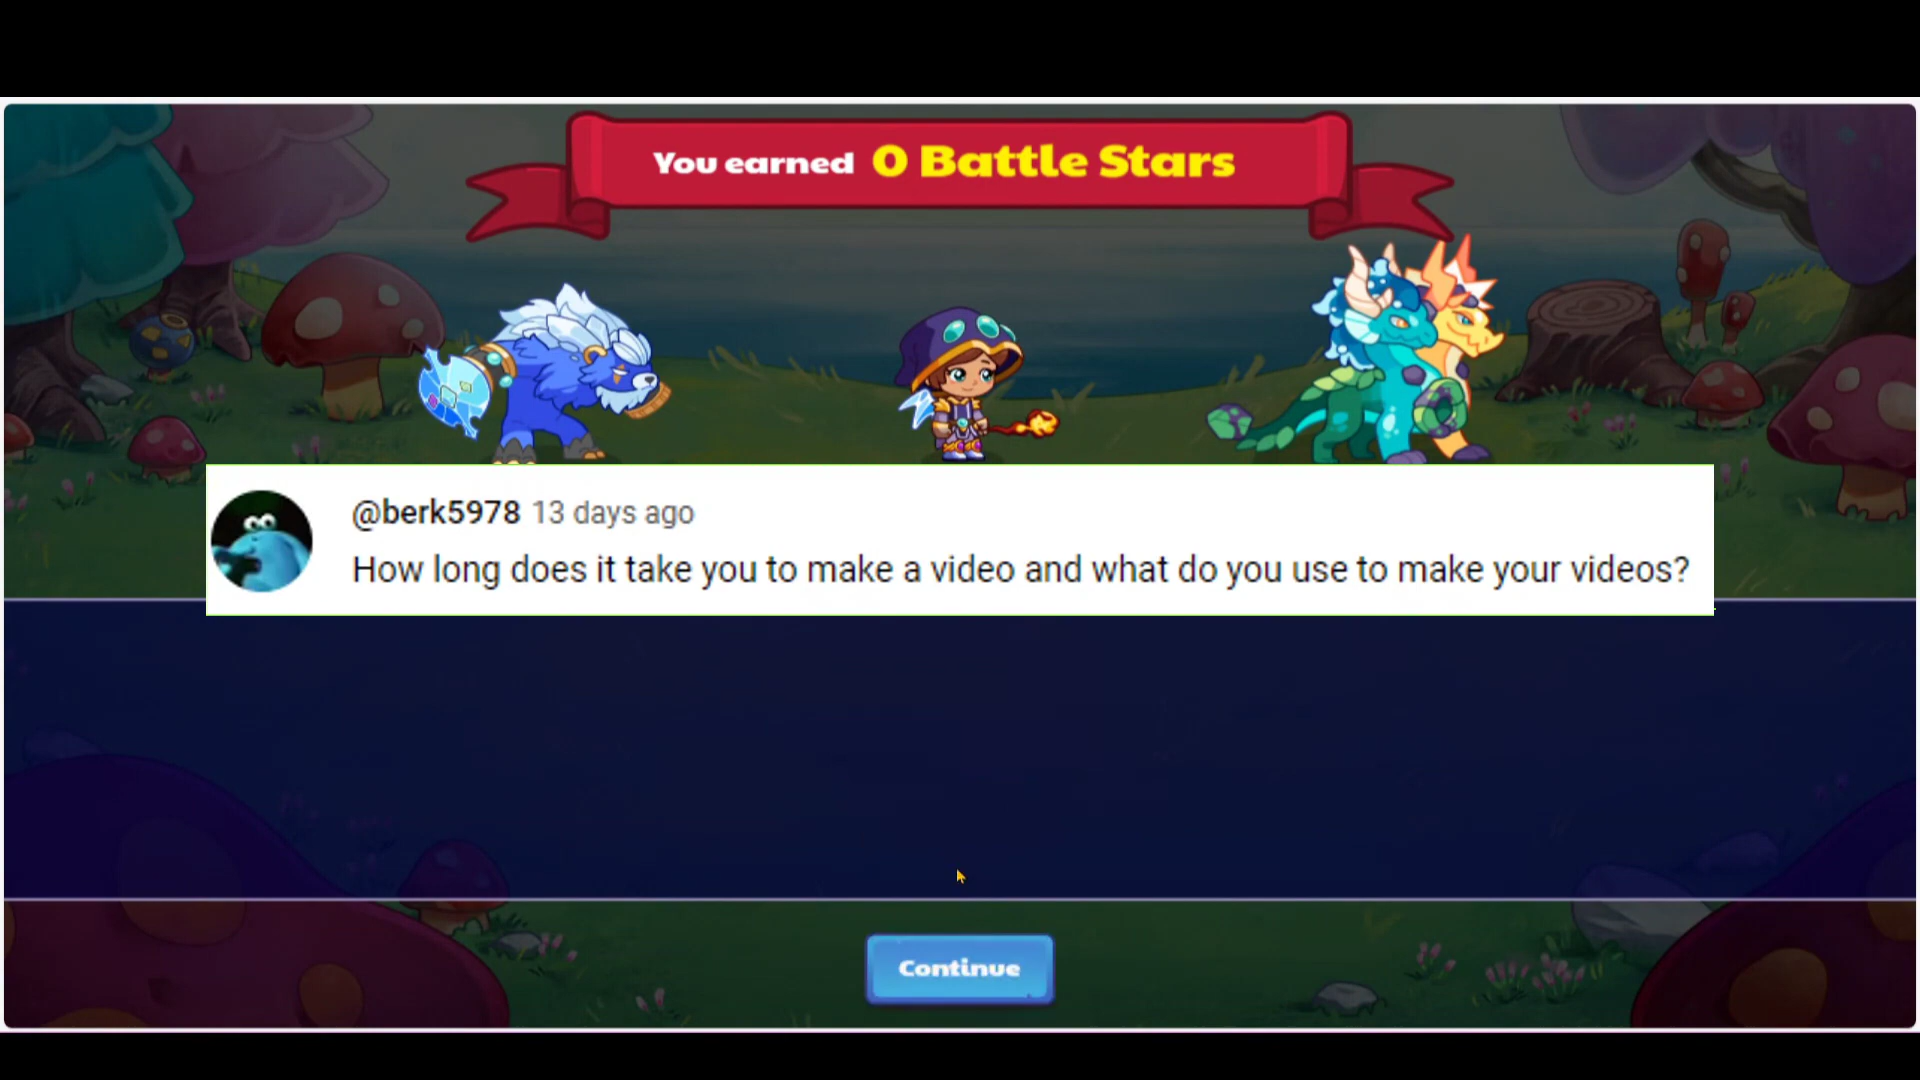 You earned 0 Battle Stars
@berk5978 13 days ago
How long does it take you to make a video and what do you use to make your videos?
Continue